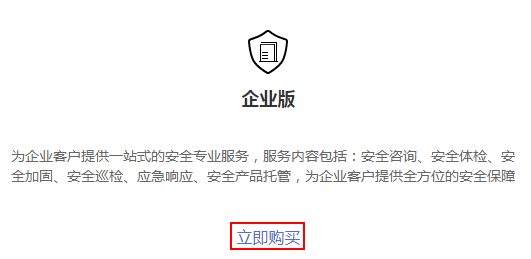 企业版
为企业客户提供一站式的安全专业服务，服务内容包括：安全咨询、安全体检、安
全加固、安全巡检、应急响应、安全产品托管，为企业客户提供全方位的安全保障
立即购买